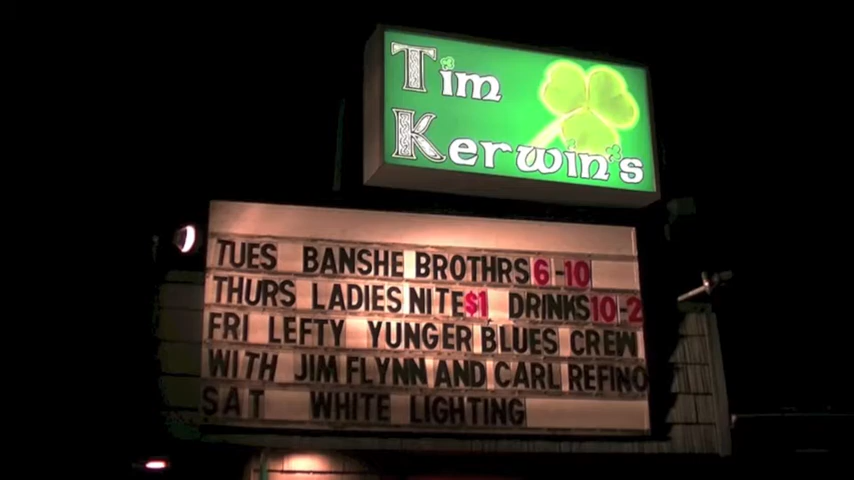 Tim
Kerwin's
TUES BANSHE BROTHRS 6-10
THURS LADIES NITE $1 DRINKS 10-2
FRI LEFTY YUNGER BLUES CREW
WITH JIM FLYNN AND CARL REFINO
SAT WHITE LIGHTING